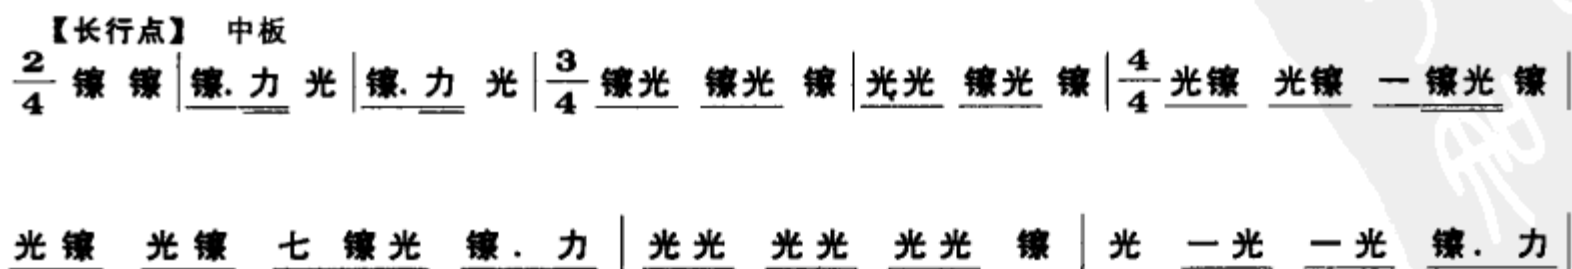 【长行点】 中板
2/4 镲 镲 | 镲. 力 光 | 镲. 力 光 | 3/4 镲光 镲光 镲 | 光光 镲光 镲 | 4/4 光镲 光镲 一镲光 镲 |
光镲 光镲 七 镲光 镲. 力 | 光光 光光 光光 镲 | 光 一光 一光 镲. 力 |